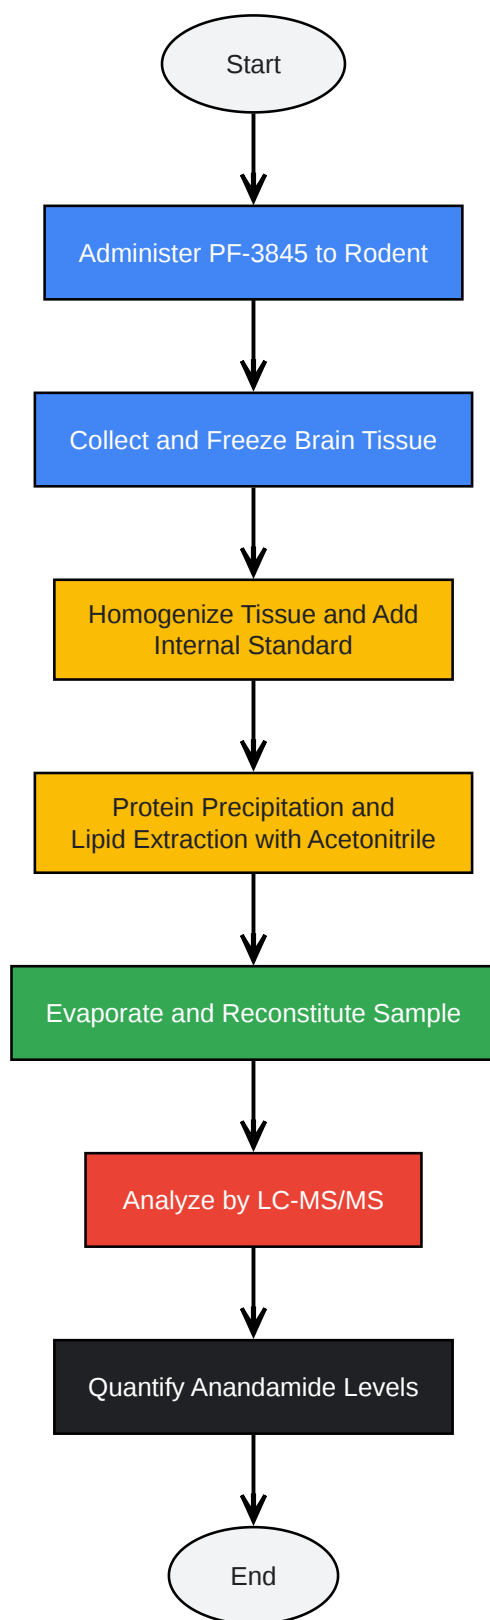 Start
Administer PF-3845 to Rodent
Collect and Freeze Brain Tissue
Homogenize Tissue and Add
Internal Standard
Protein Precipitation and
Lipid Extraction with Acetonitrile
Evaporate and Reconstitute Sample
Analyze by LC-MS/MS
Quantify Anandamide Levels
End